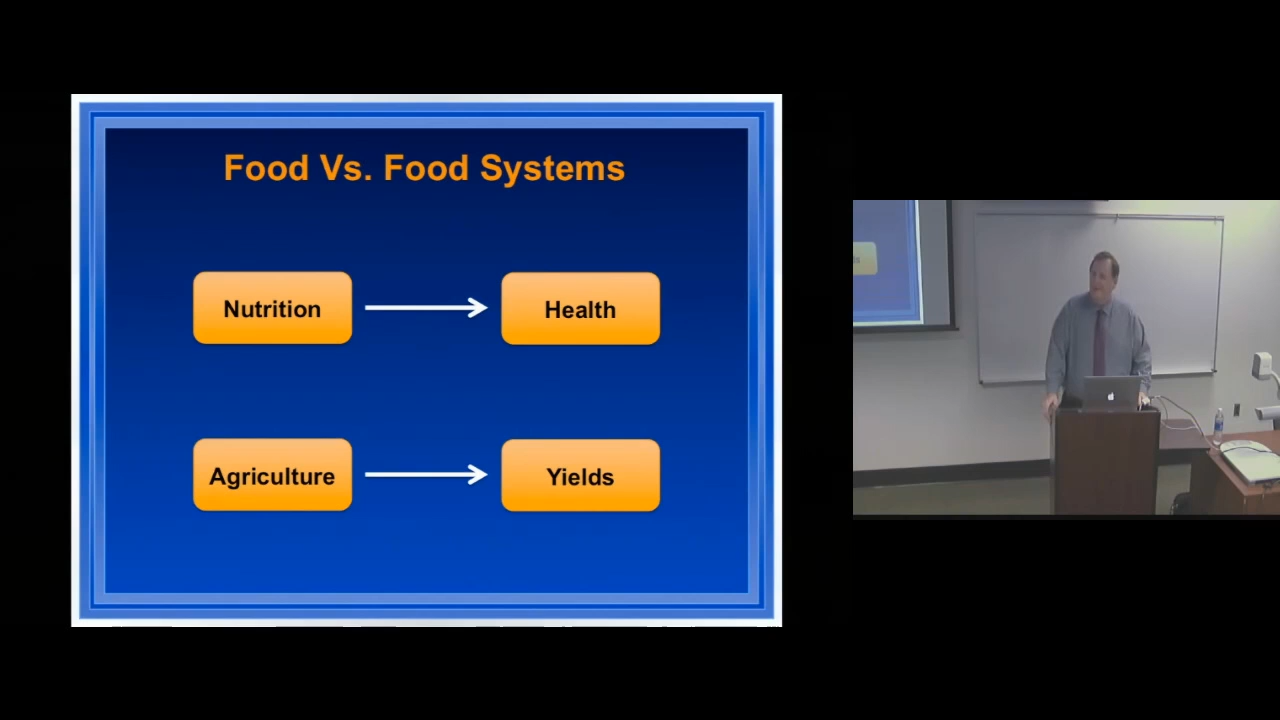 Food Vs. Food Systems
Nutrition
Health
Agriculture
Yields